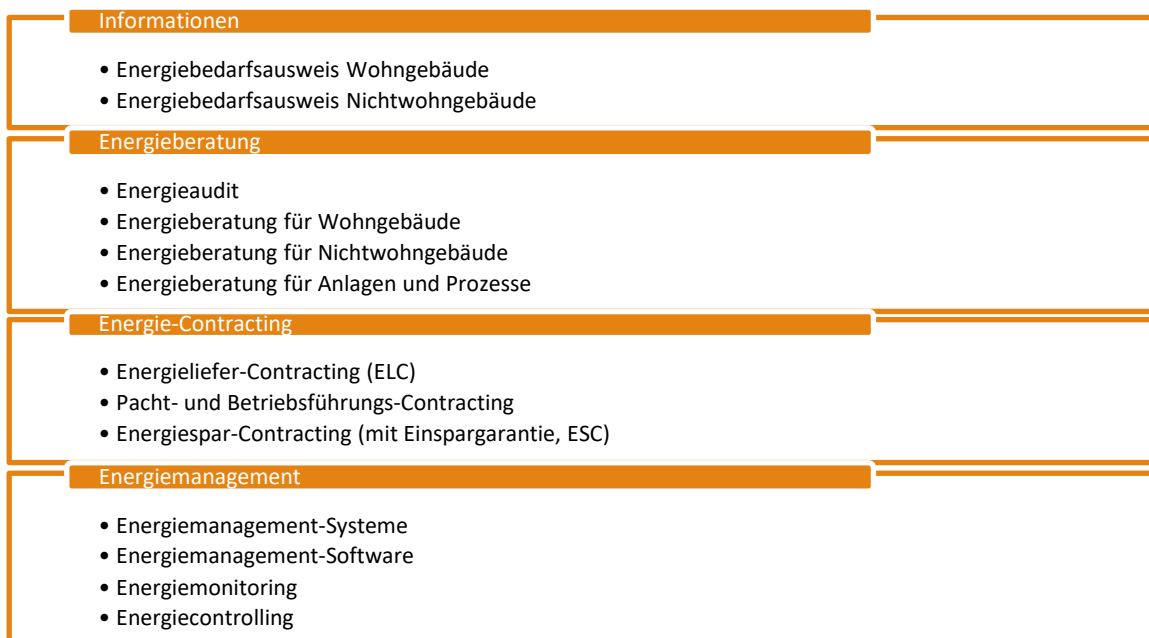 Informationen
• Energiebedarfsausweis Wohngebäude
• Energiebedarfsausweis Nichtwohngebäude
Energieberatung
• Energieaudit
• Energieberatung für Wohngebäude
• Energieberatung für Nichtwohngebäude
• Energieberatung für Anlagen und Prozesse
Energie-Contracting
• Energieliefer-Contracting (ELC)
• Pacht- und Betriebsführungs-Contracting
• Energiespar-Contracting (mit Einspargarantie, ESC)
Energiemanagement
• Energiemanagement-Systeme
• Energiemanagement-Software
• Energiemonitoring
• Energiecontrolling